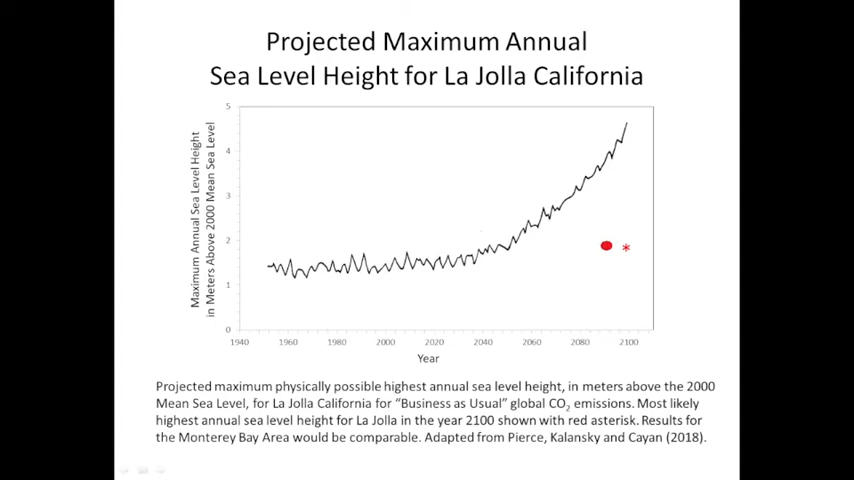 Projected Maximum Annual
Sea Level Height for La Jolla California
Maximum Annual Sea Level Height
in Meters Above 2000 Mean Sea Level
5
4
3
2
1
0
*
1940 1960 1980 2000 2020 2040 2060 2080 2100
Year
Projected maximum physically possible highest annual sea level height, in meters above the 2000
Mean Sea Level, for La Jolla California for “Business as Usual” global CO2 emissions. Most likely
highest annual sea level height for La Jolla in the year 2100 shown with red asterisk. Results for
the Monterey Bay Area would be comparable. Adapted from Pierce, Kalansky and Cayan (2018).